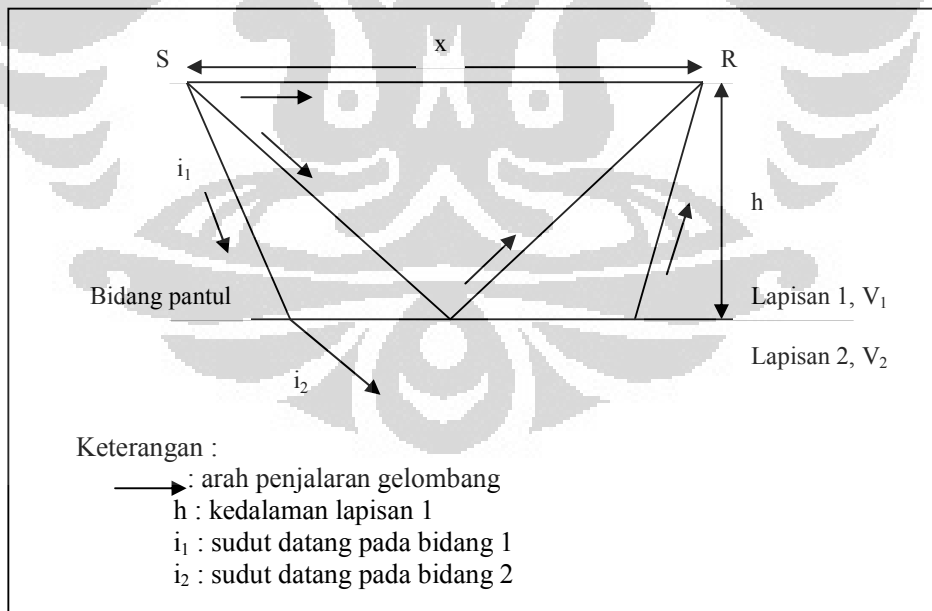 x
S
R
i₁
h
Bidang pantul
Lapisan 1, V₁
Lapisan 2, V₂
i₂
Keterangan :
: arah penjalaran gelombang
h : kedalaman lapisan 1
i₁ : sudut datang pada bidang 1
i₂ : sudut datang pada bidang 2